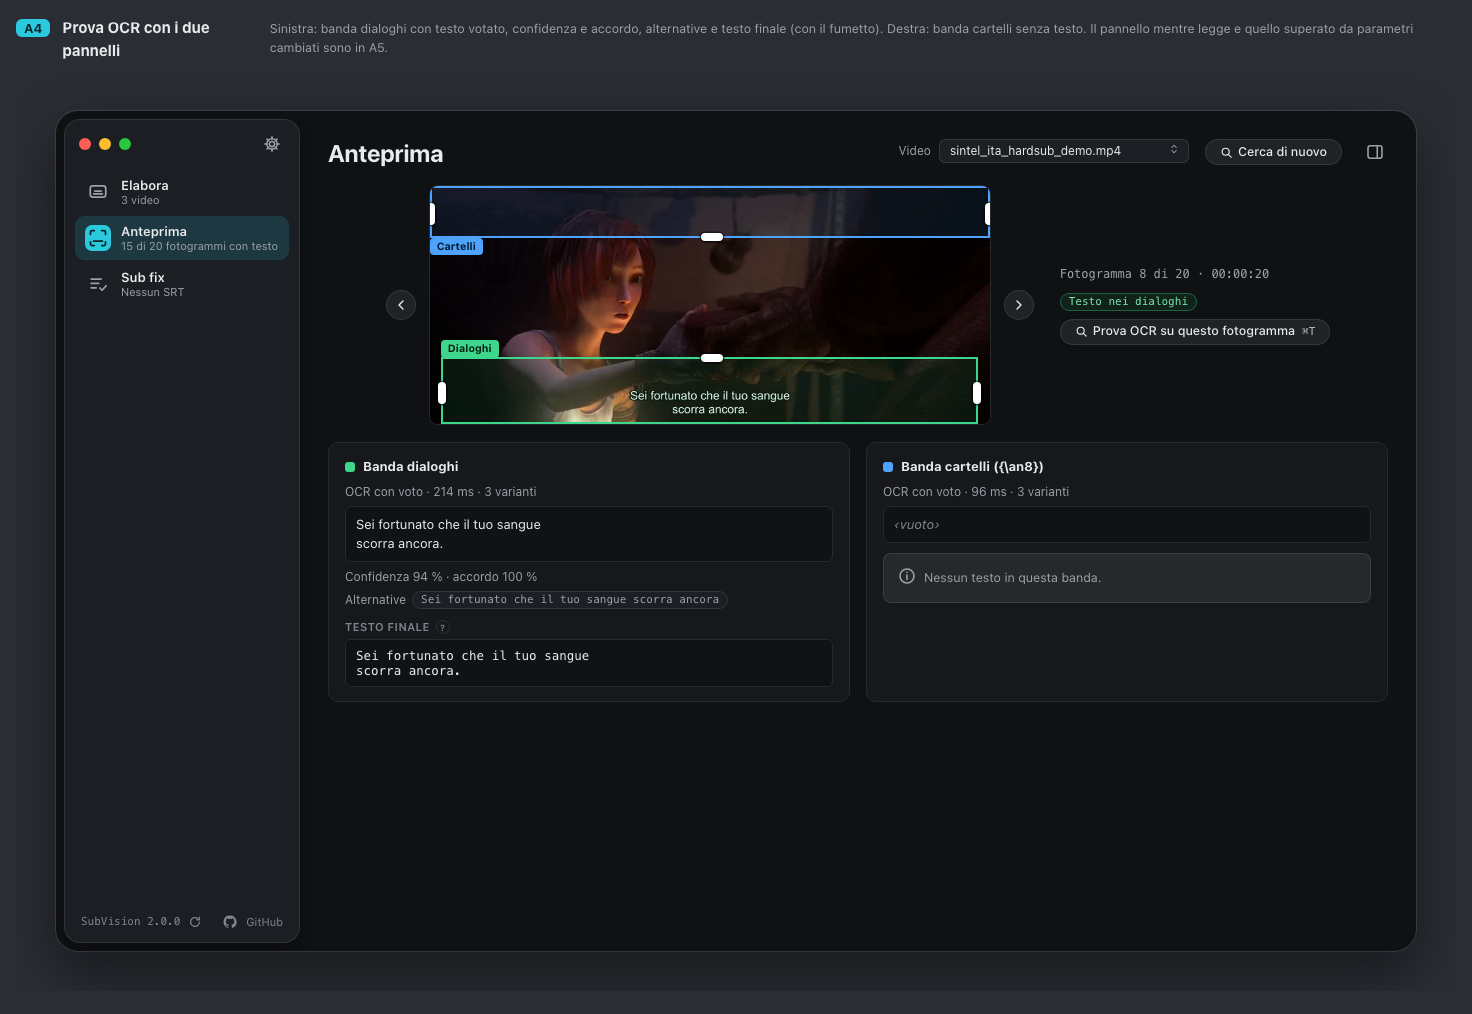 A4
Prova OCR con i due
pannelli
Sinistra: banda dialoghi con testo votato, confidenza e accordo, alternative e testo finale (con il fumetto). Destra: banda cartelli senza testo. Il pannello mentre legge e quello superato da parametri
cambiati sono in A5.
Elabora
3 video
Anteprima
15 di 20 fotogrammi con testo
Sub fix
Nessun SRT
SubVision 2.0.0
GitHub
Anteprima
Video
sintel_ita_hardsub_demo.mp4
Cerca di nuovo
Cartelli
Dialoghi
Sei fortunato che il tuo sangue
scorra ancora.
Fotogramma 8 di 20 · 00:00:20
Testo nei dialoghi
Prova OCR su questo fotogramma ⌘T
Banda dialoghi
OCR con voto · 214 ms · 3 varianti
Sei fortunato che il tuo sangue
scorra ancora.
Confidenza 94 % · accordo 100 %
Alternative Sei fortunato che il tuo sangue scorra ancora
TESTO FINALE ?
Sei fortunato che il tuo sangue
scorra ancora.
Banda cartelli ({\an8})
OCR con voto · 96 ms · 3 varianti
‹vuoto›
Nessun testo in questa banda.